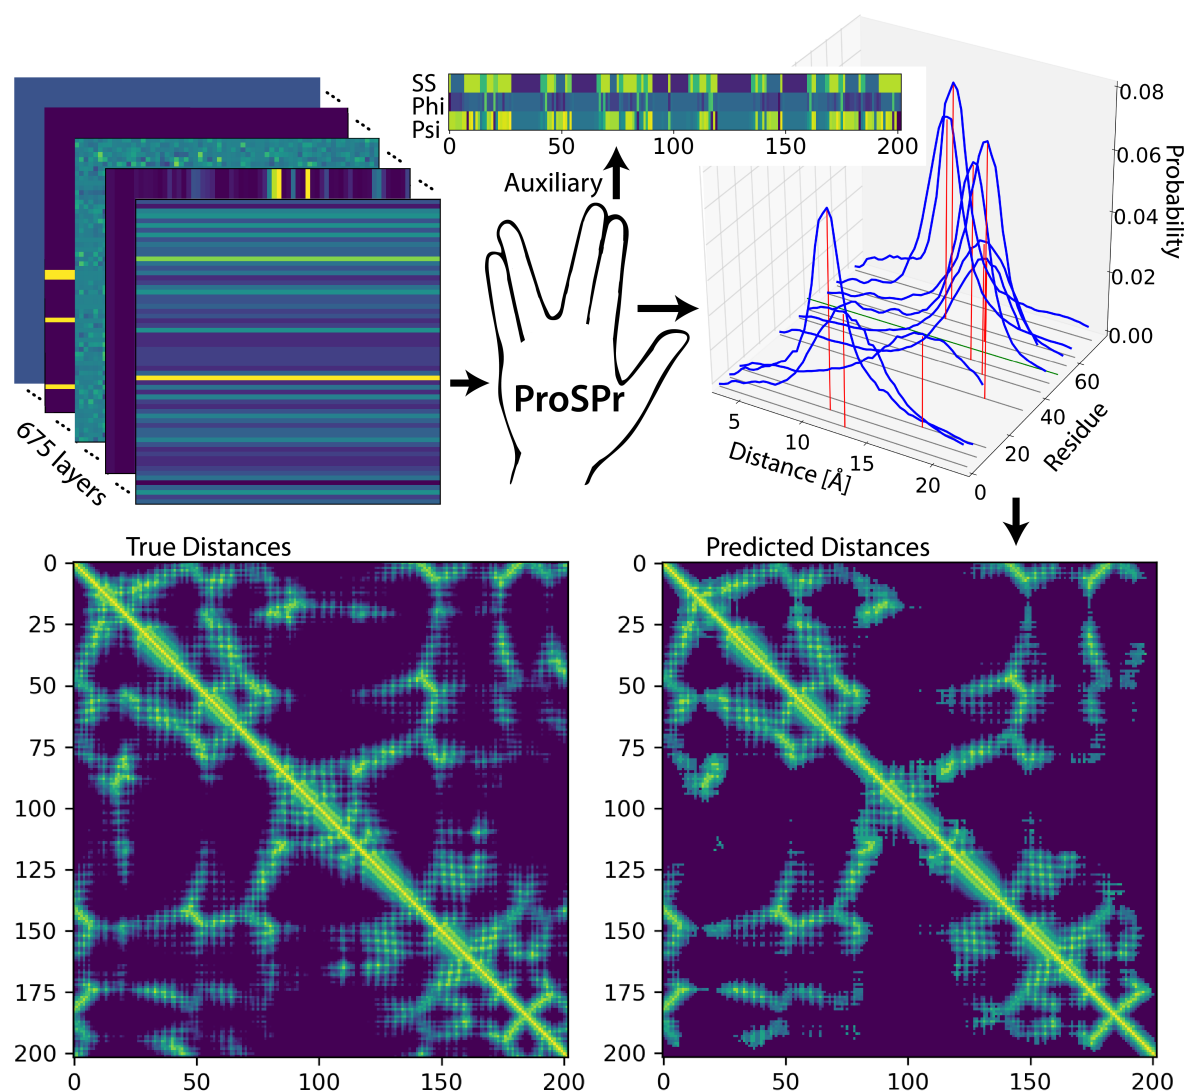 SS
Phi
Psi
0 50 100 150 200
Auxiliary
675 layers
ProSPr
0.08
0.06
0.04
0.02
0.00
Probability
60
40
20
0
Residue
5 10 15 20
Distance [Å]
True Distances
0
25
50
75
100
125
150
175
200
0 50 100 150 200
Predicted Distances
0
25
50
75
100
125
150
175
200
0 50 100 150 200